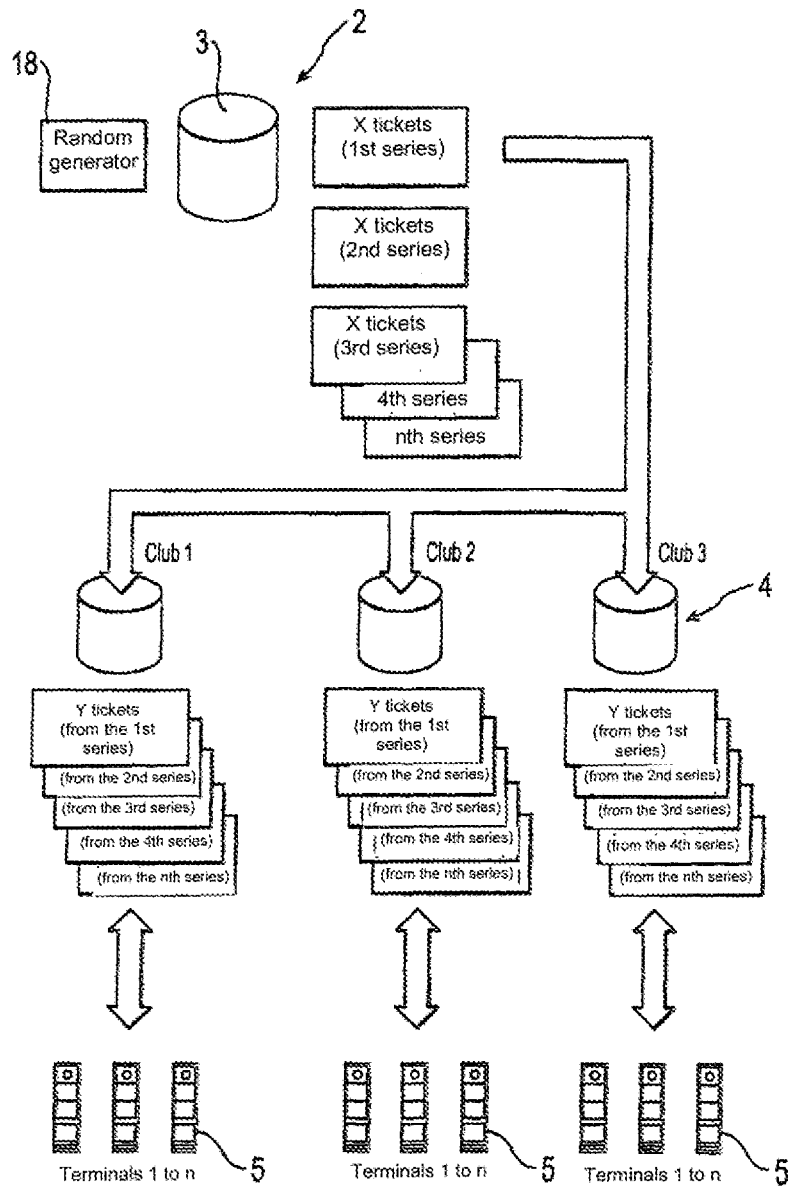 2
3
18
Random
generator
X tickets
(1st series)
X tickets
(2nd series)
X tickets
(3rd series)
4th series
nth series
Club 1
Club 2
Club 3
4
Y tickets
(from the 1st
series)
(from the 2nd series)
(from the 3rd series)
(from the 4th series)
(from the nth series)
Y tickets
(from the 1st
series)
(from the 2nd series)
(from the 3rd series)
(from the 4th series)
(from the nth series)
Y tickets
(from the 1st
series)
(from the 2nd series)
(from the 3rd series)
(from the 4th series)
(from the nth series)
Terminals 1 to n
5
Terminals 1 to n
5
Terminals 1 to n
5